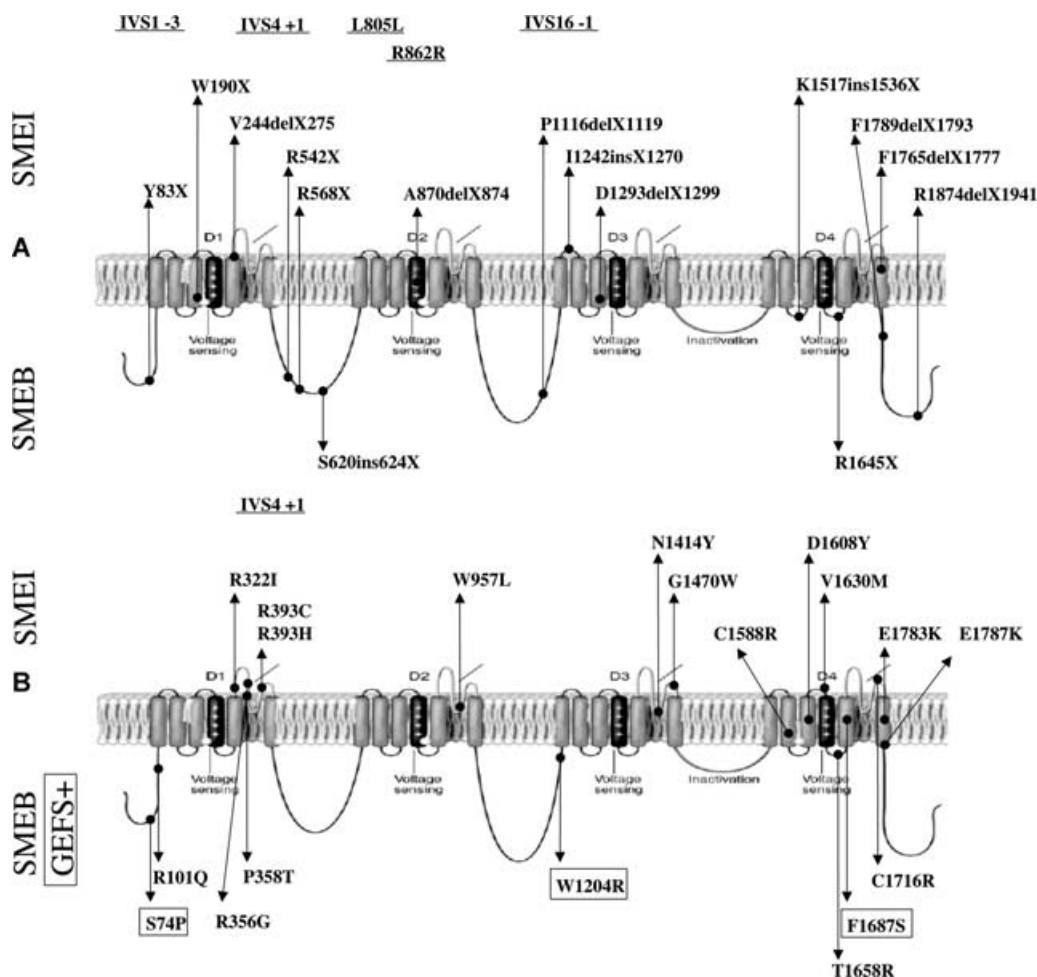 IVS1 -3 IVS4 +1 L805L IVS16 -1
R862R
W190X K1517ins1536X
V244delX275 P1116delX1119 F1789delX1793
R542X I1242insX1270 F1765delX1777
Y83X R568X A870delX874 D1293delX1299 R1874delX1941
SMEI
A
D1 D2 D3 D4
Voltage sensing Voltage sensing Voltage sensing Inactivation Voltage sensing
SMEB
S620ins624X R1645X
IVS4 +1
N1414Y D1608Y
R322I W957L G1470W V1630M
R393C
R393H C1588R E1783K E1787K
SMEI
B
D1 D2 D3 D4
Voltage sensing Voltage sensing Voltage sensing Inactivation Voltage sensing
SMEB
GEFS+
R101Q P358T W1204R C1716R
S74P R356G F1687S
T1658R